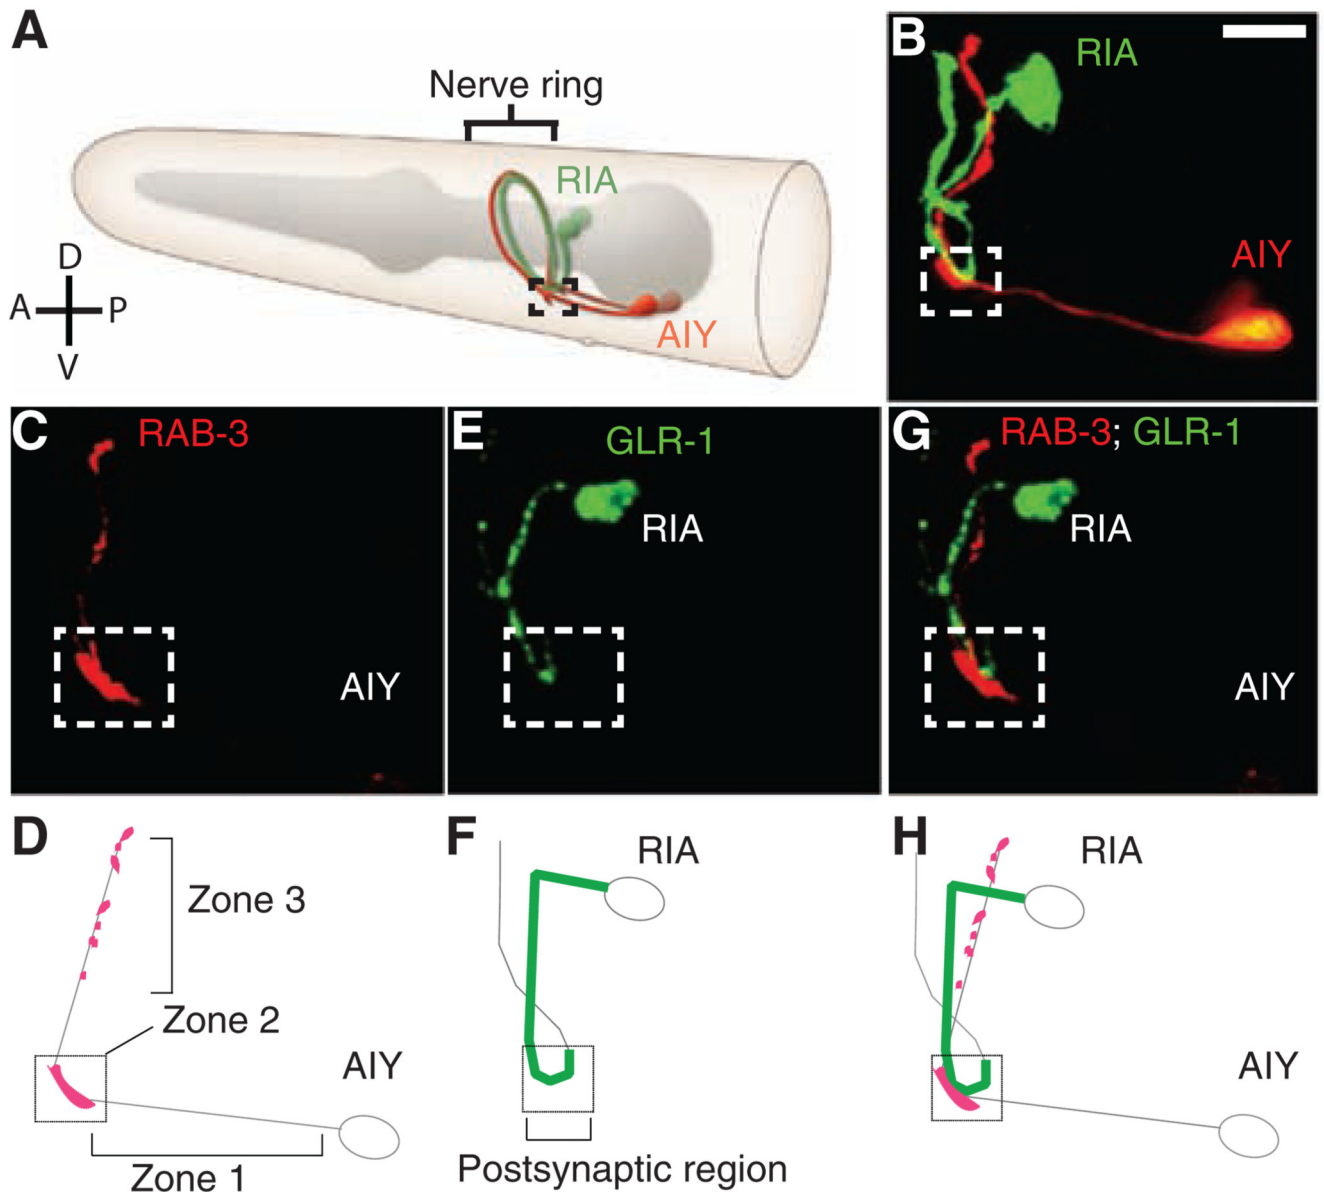 A
Nerve ring
RIA
D
A
P
V
AIY
B
RIA
AIY
C
RAB-3
AIY
E
GLR-1
RIA
G
RAB-3; GLR-1
RIA
AIY
D
Zone 3
Zone 2
AIY
Zone 1
F
RIA
Postsynaptic region
H
RIA
AIY